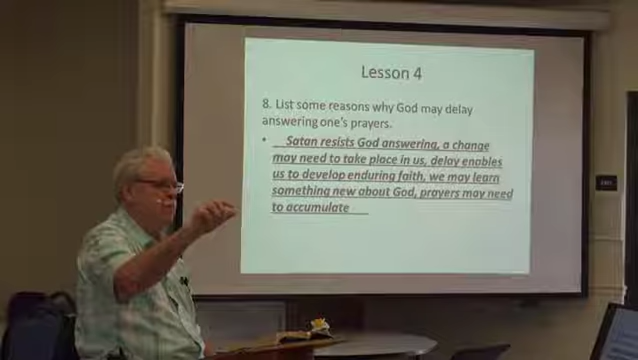 Lesson 4
8. List some reasons why God may delay
answering one's prayers.
• __Satan resists God answering, a change
may need to take place in us, delay enables
us to develop enduring faith, we may learn
something new about God, prayers may need
to accumulate___